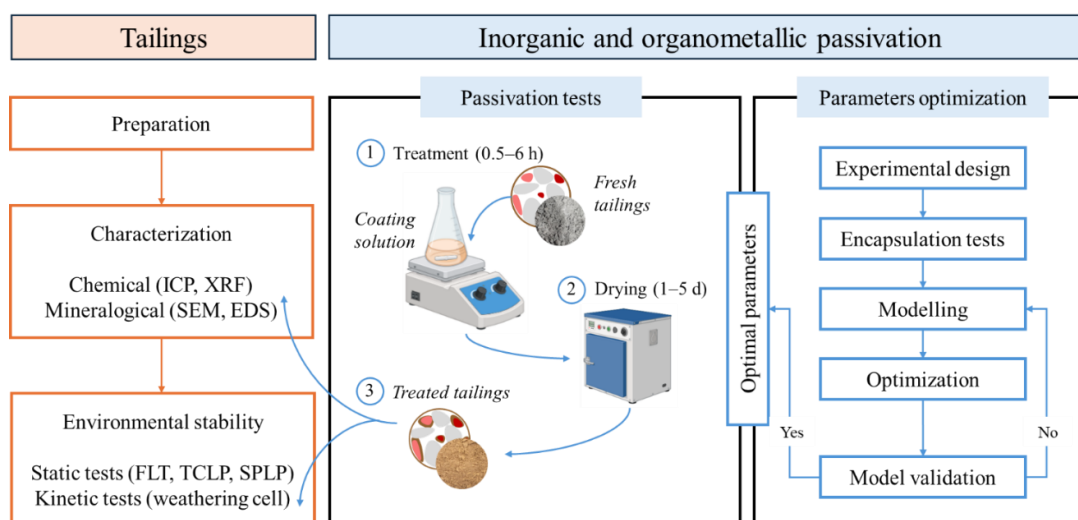 Tailings
Preparation
Characterization
Chemical (ICP, XRF)
Mineralogical (SEM, EDS)
Environmental stability
Static tests (FLT, TCLP, SPLP)
Kinetic tests (weathering cell)
Inorganic and organometallic passivation
Passivation tests
1 Treatment (0.5–6 h)
Fresh
tailings
Coating
solution
2 Drying (1–5 d)
3 Treated tailings
Optimal parameters
Parameters optimization
Experimental design
Encapsulation tests
Modelling
Optimization
Yes
No
Model validation